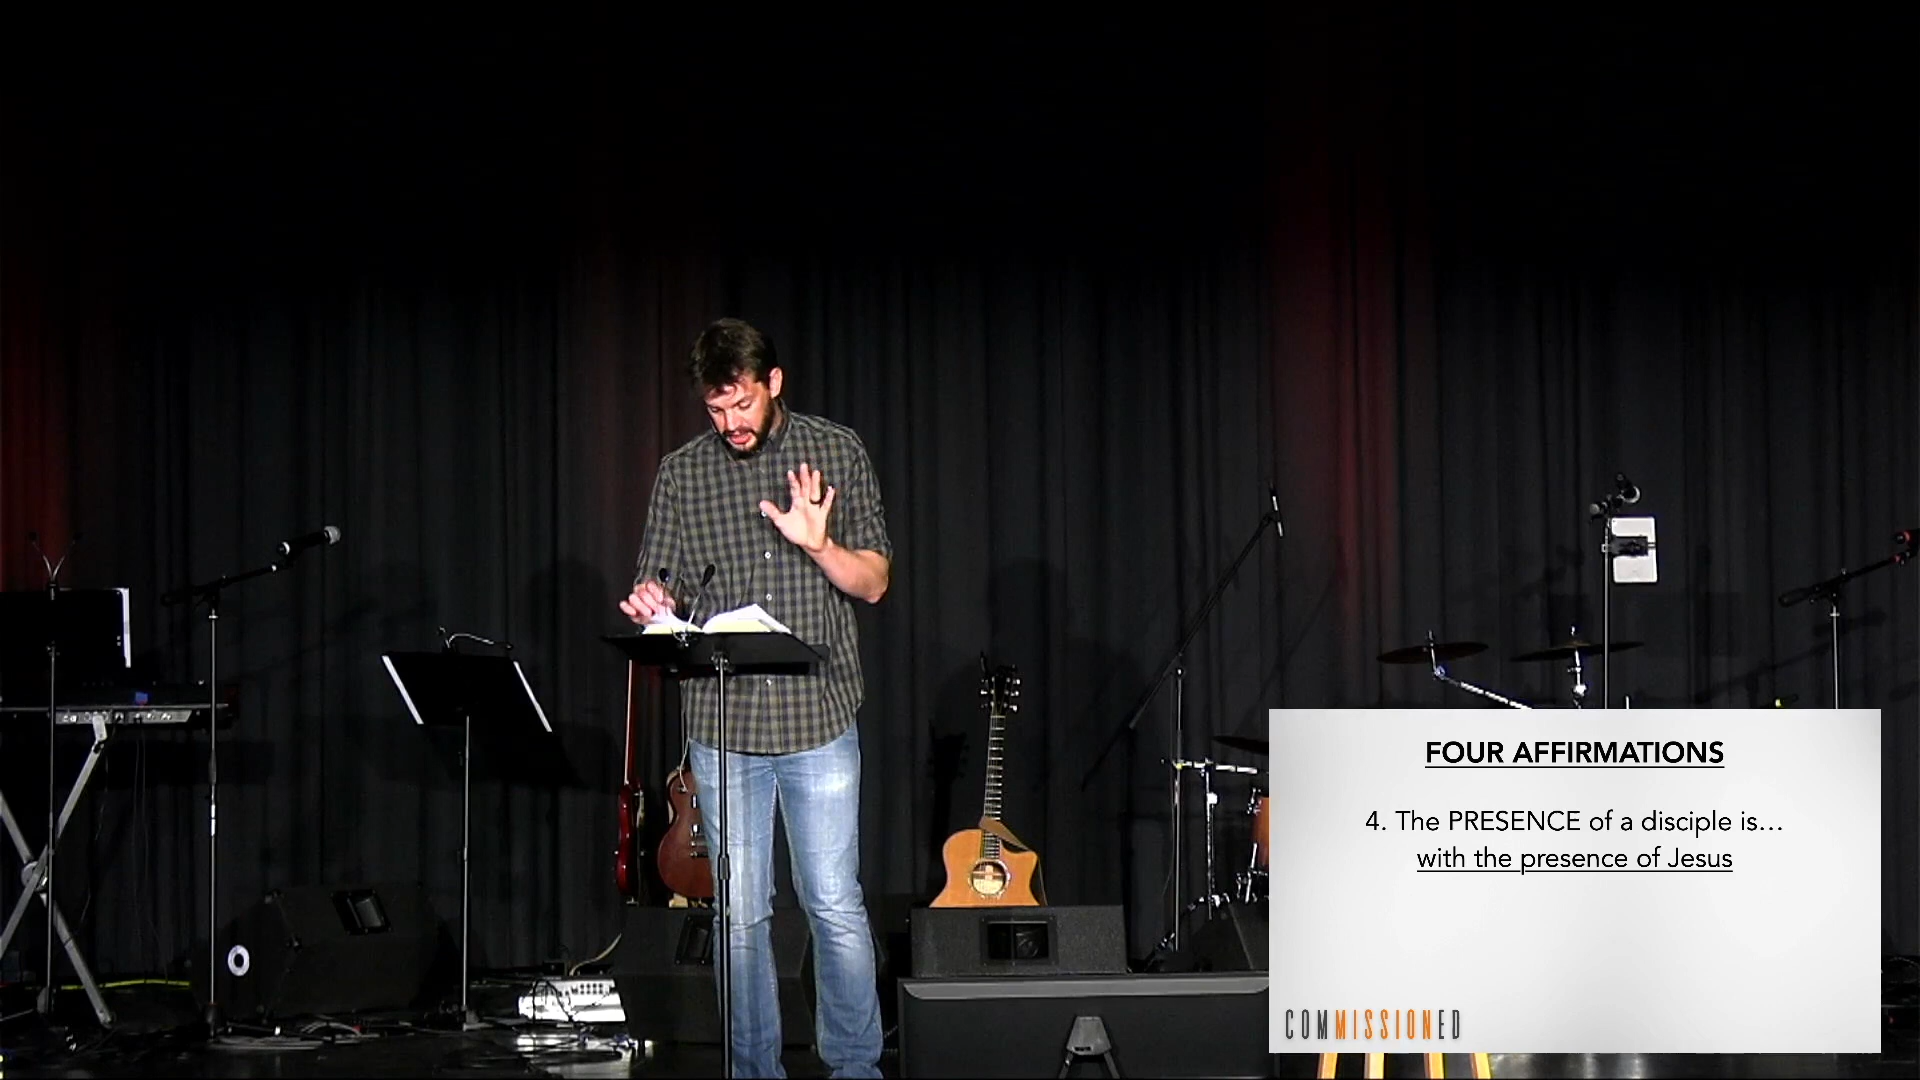 FOUR AFFIRMATIONS
4. The PRESENCE of a disciple is…
with the presence of Jesus
COMMISSIONED